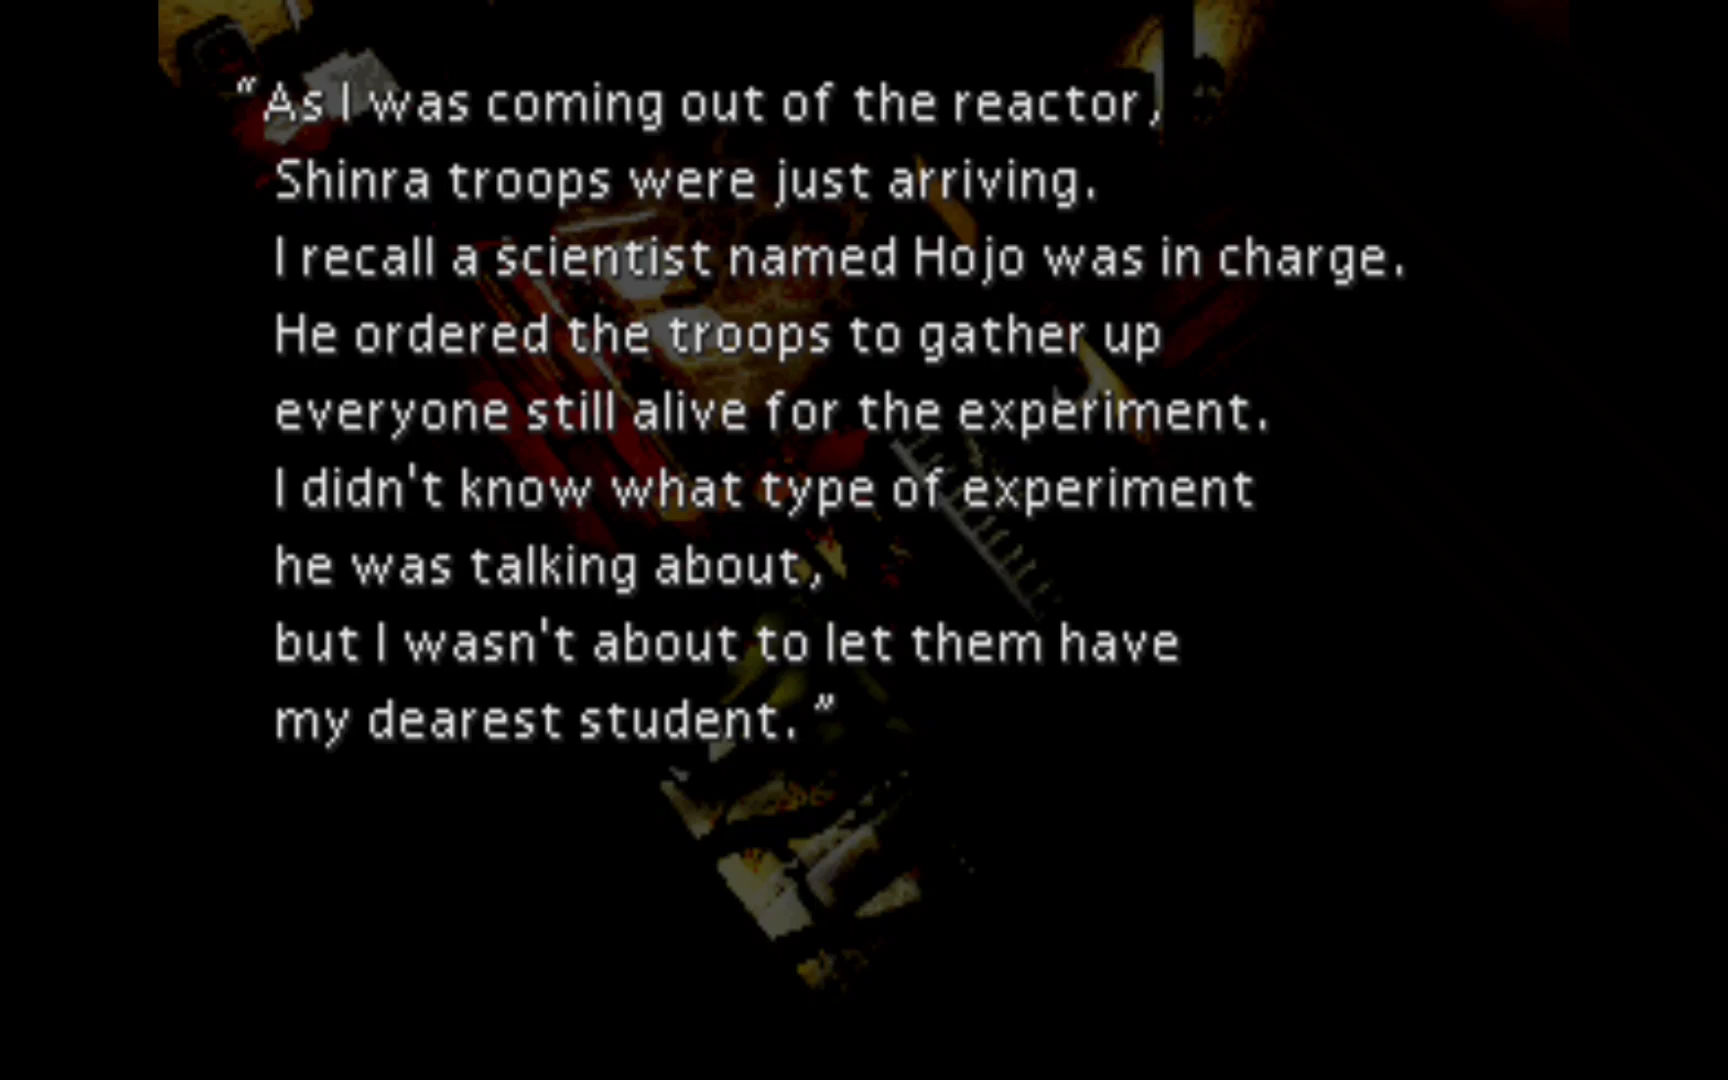 “As I was coming out of the reactor,
Shinra troops were just arriving.
I recall a scientist named Hojo was in charge.
He ordered the troops to gather up
everyone still alive for the experiment.
I didn't know what type of experiment
he was talking about,
but I wasn't about to let them have
my dearest student. ”